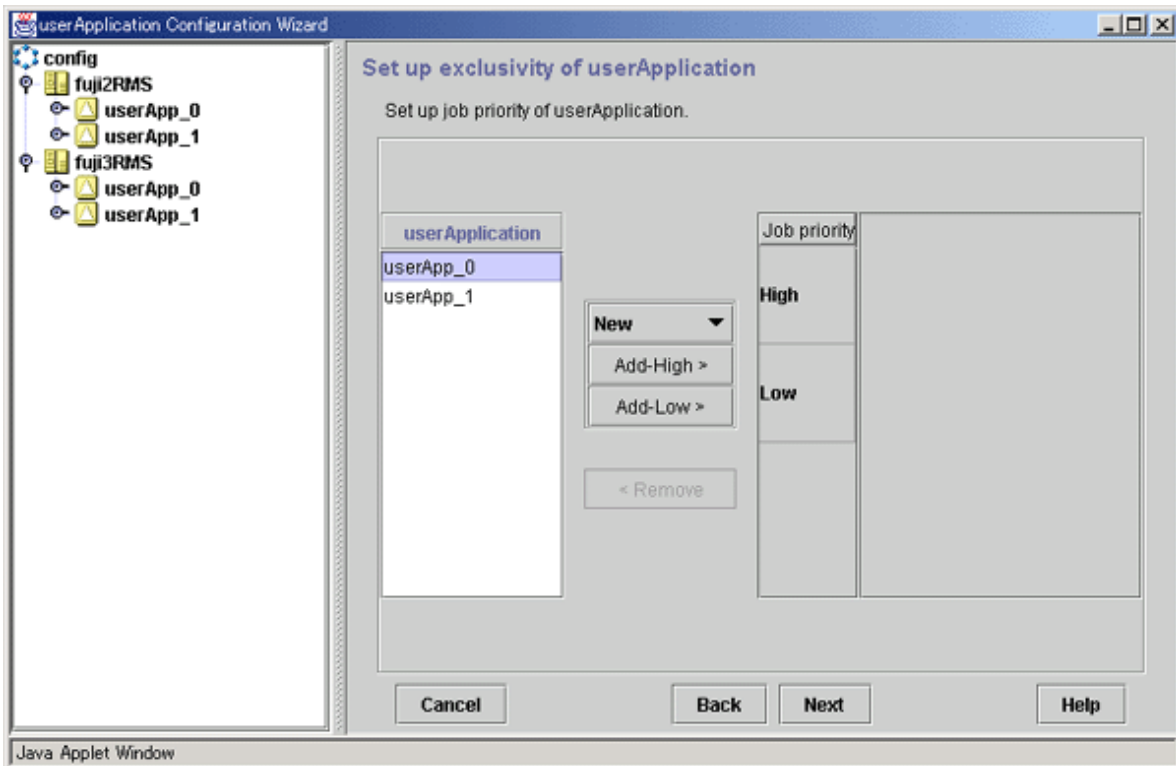 userApplication Configuration Wizard
config
fuji2RMS
userApp_0
userApp_1
fuji3RMS
userApp_0
userApp_1
Set up exclusivity of userApplication
Set up job priority of userApplication.
userApplication
userApp_0
userApp_1
New
Add-High >
Add-Low >
< Remove
Job priority
High
Low
Cancel
Back
Next
Help
Java Applet Window